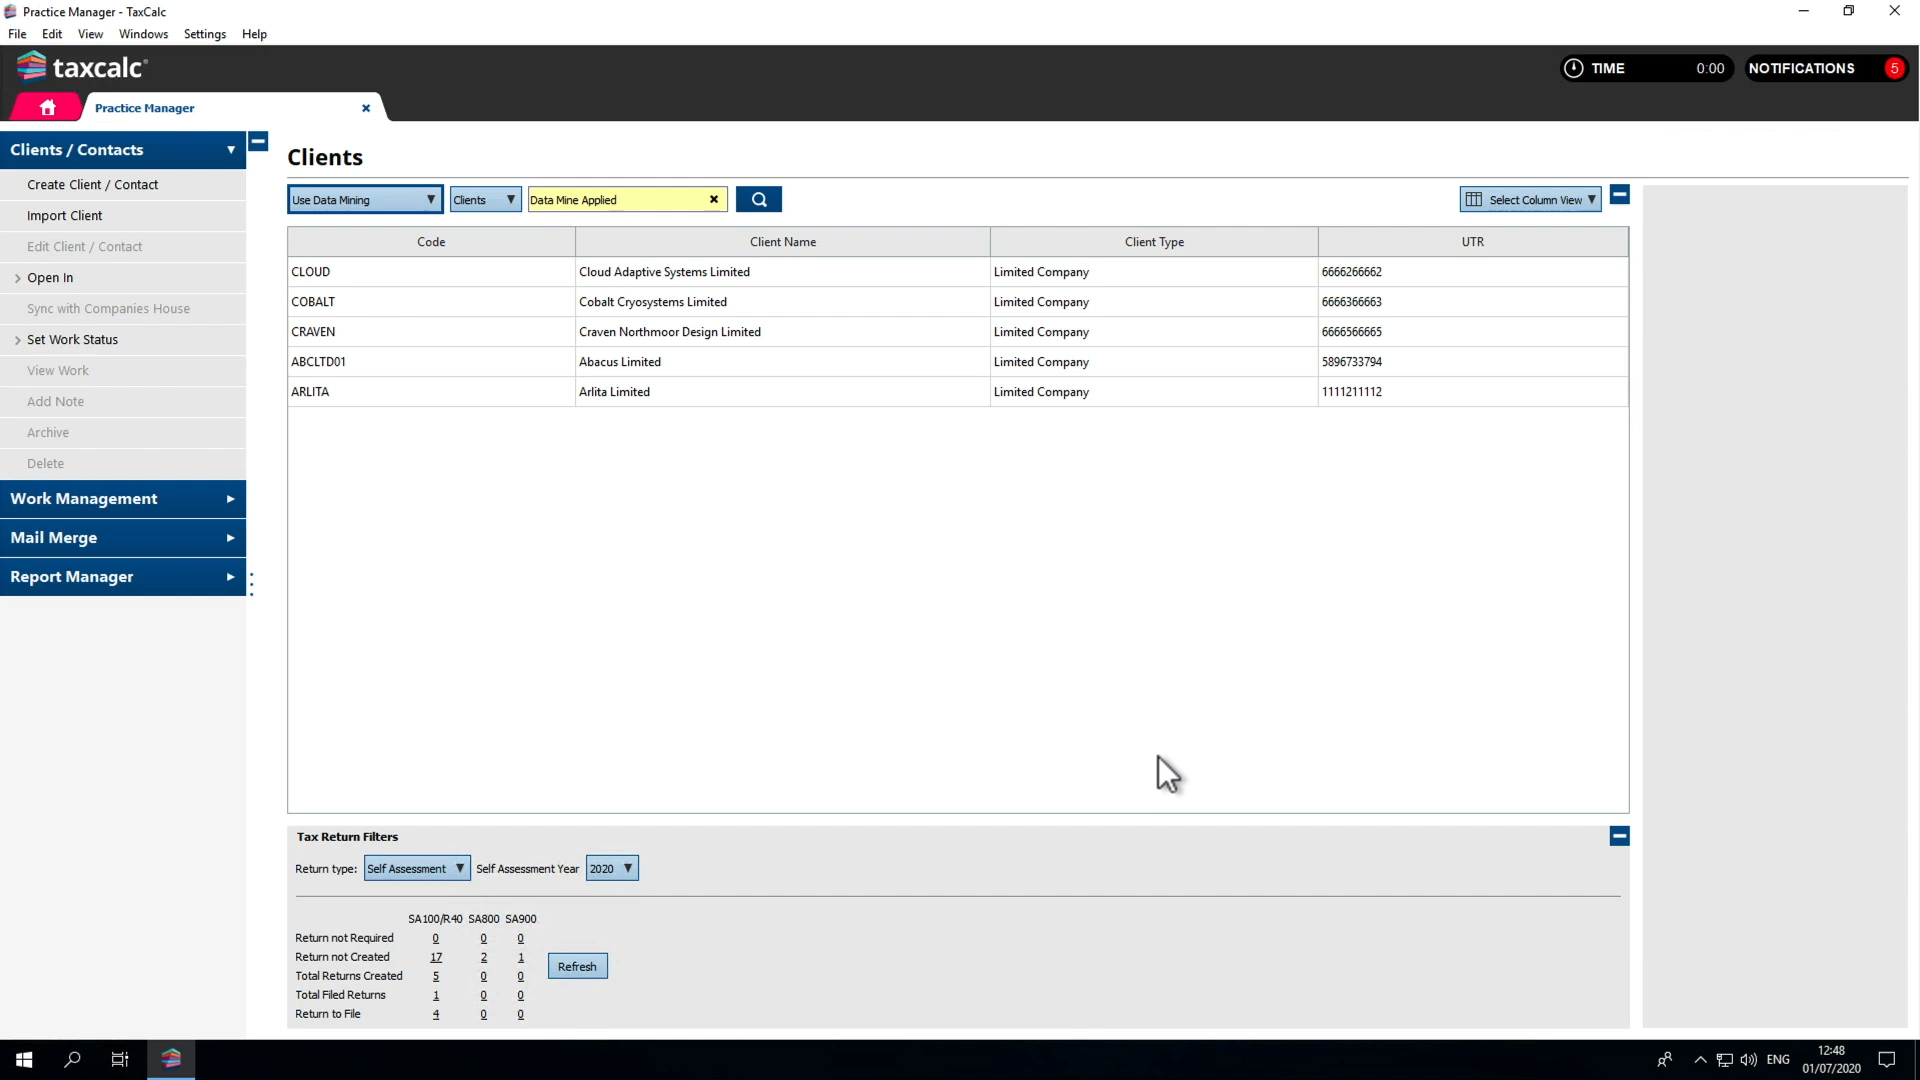 Practice Manager - TaxCalc
File Edit View Windows Settings Help
taxcalc
TIME 0:00 NOTIFICATIONS 5
Practice Manager
Clients / Contacts
Create Client / Contact
Import Client
Edit Client / Contact
Open In
Sync with Companies House
Set Work Status
View Work
Add Note
Archive
Delete
Work Management
Mail Merge
Report Manager
Clients
Use Data Mining Clients Data Mine Applied Select Column View
Code Client Name Client Type UTR
CLOUD Cloud Adaptive Systems Limited Limited Company 6666266662
COBALT Cobalt Cryosystems Limited Limited Company 6666366663
CRAVEN Craven Northmoor Design Limited Limited Company 6666566665
ABCLTD01 Abacus Limited Limited Company 5896733794
ARLITA Arlita Limited Limited Company 1111211112
Tax Return Filters
Return type: Self Assessment Self Assessment Year 2020
SA100/R40 SA800 SA900
Return not Required 0 0 0
Return not Created 17 2 1
Total Returns Created 5 0 0
Total Filed Returns 1 0 0
Return to File 4 0 0
Refresh
ENG 12:48
01/07/2020